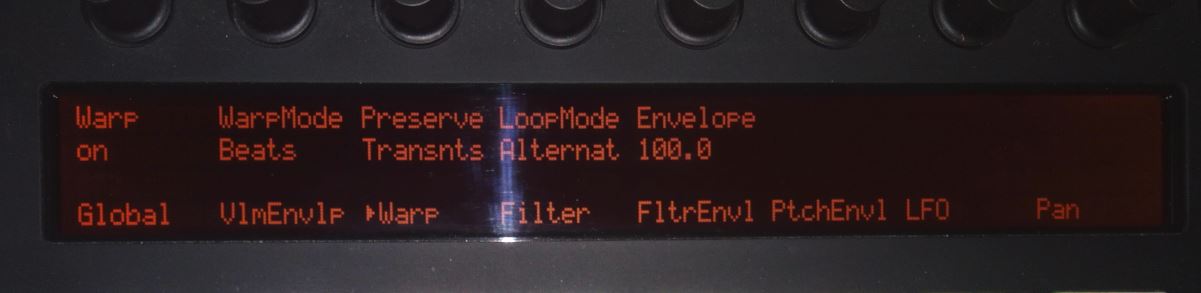 Warp WarpMode Preserve LoopMode Envelope
on Beats Transnts Alternat 100.0
Global VlmEnvlp ▸Warp Filter FltrEnvl PtchEnvl LFO Pan